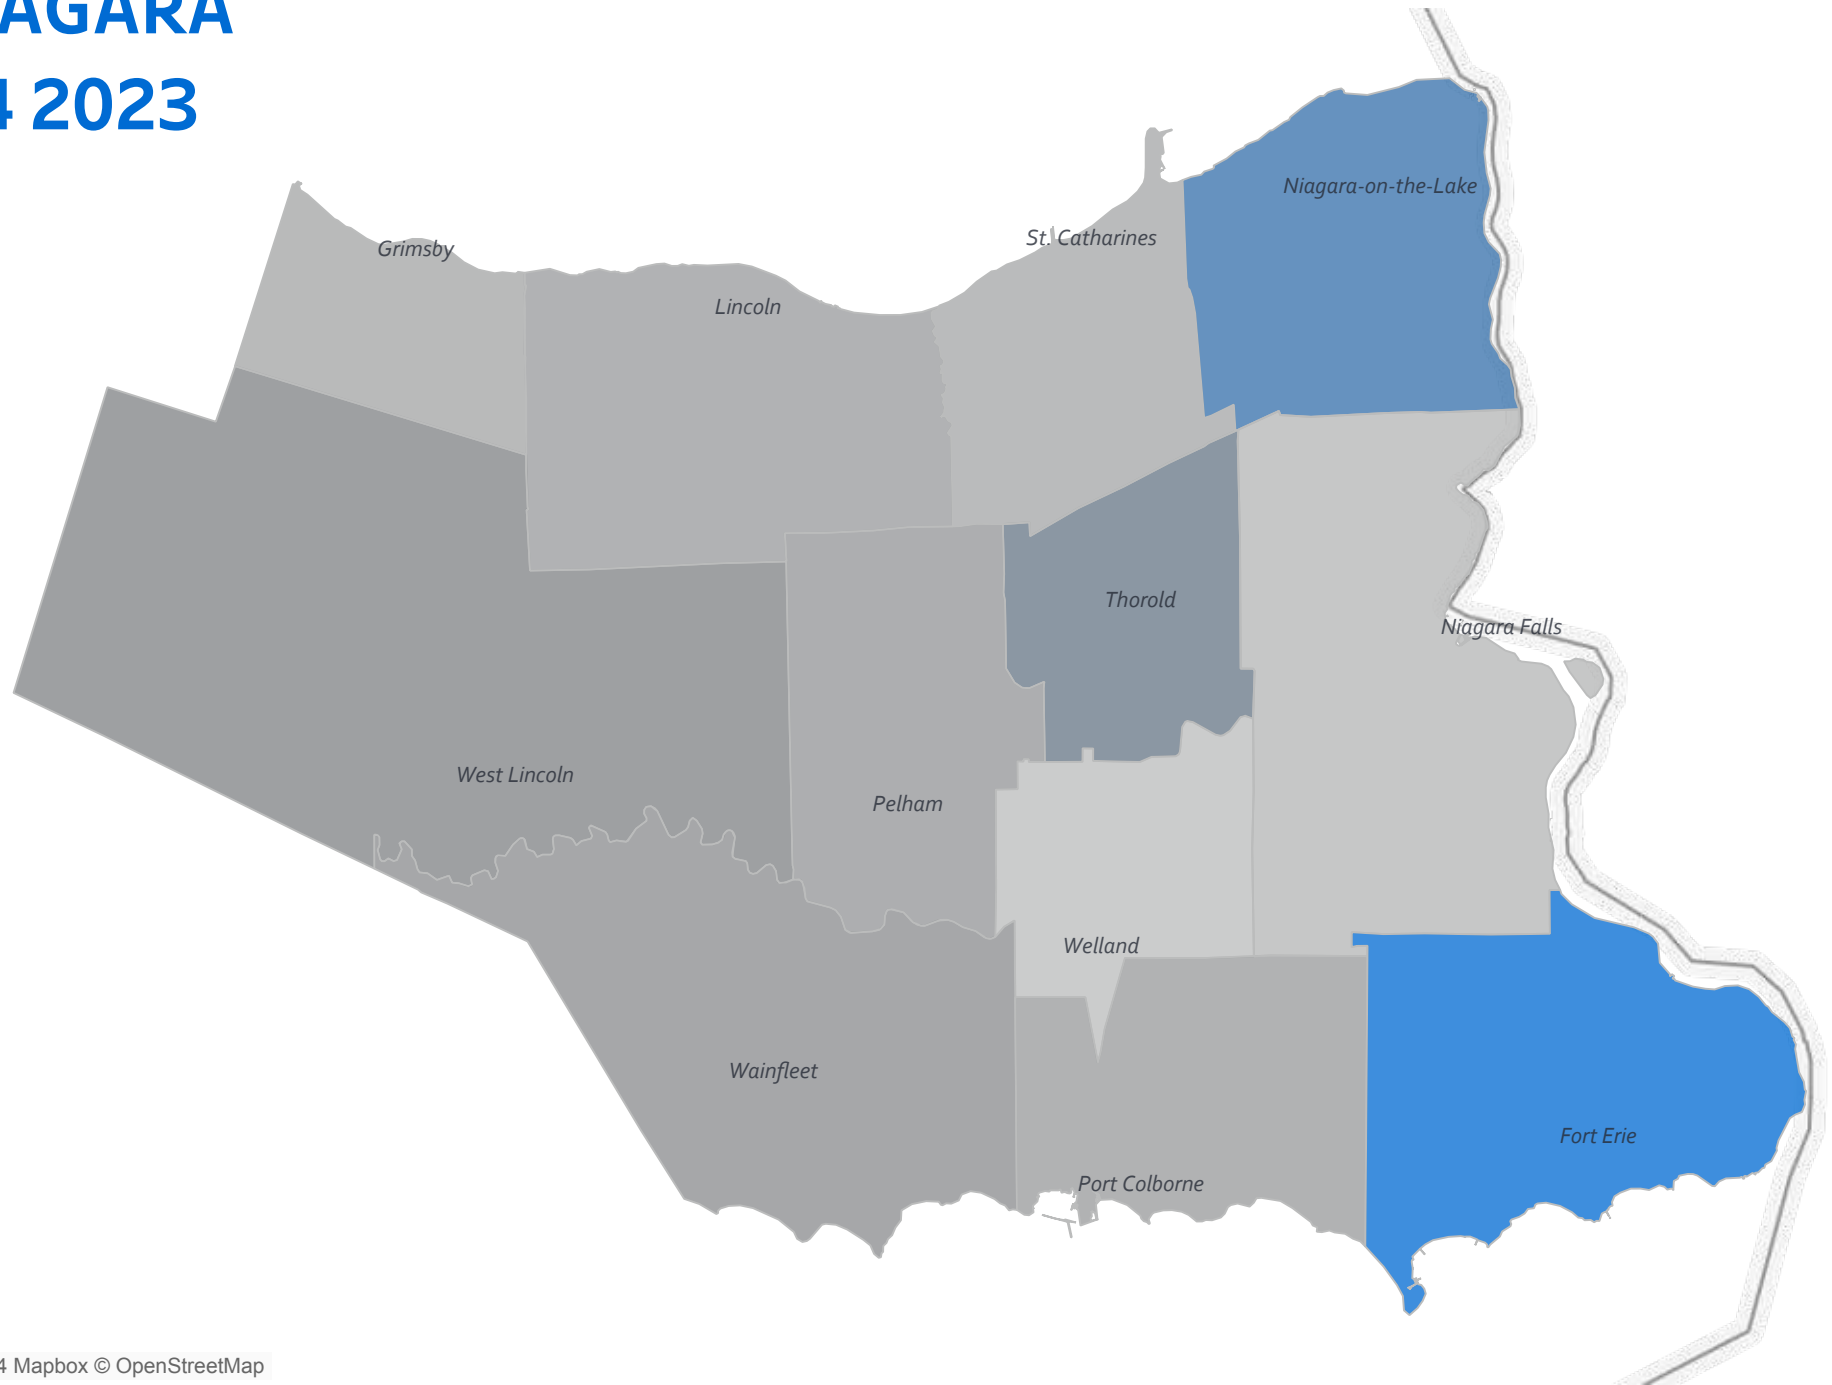 AGARA
4 2023
Niagara-on-the-Lake
St. Catharines
Grimsby
Lincoln
Thorold
Niagara Falls
West Lincoln
Pelham
Welland
Wainfleet
Fort Erie
Port Colborne
4 Mapbox © OpenStreetMap